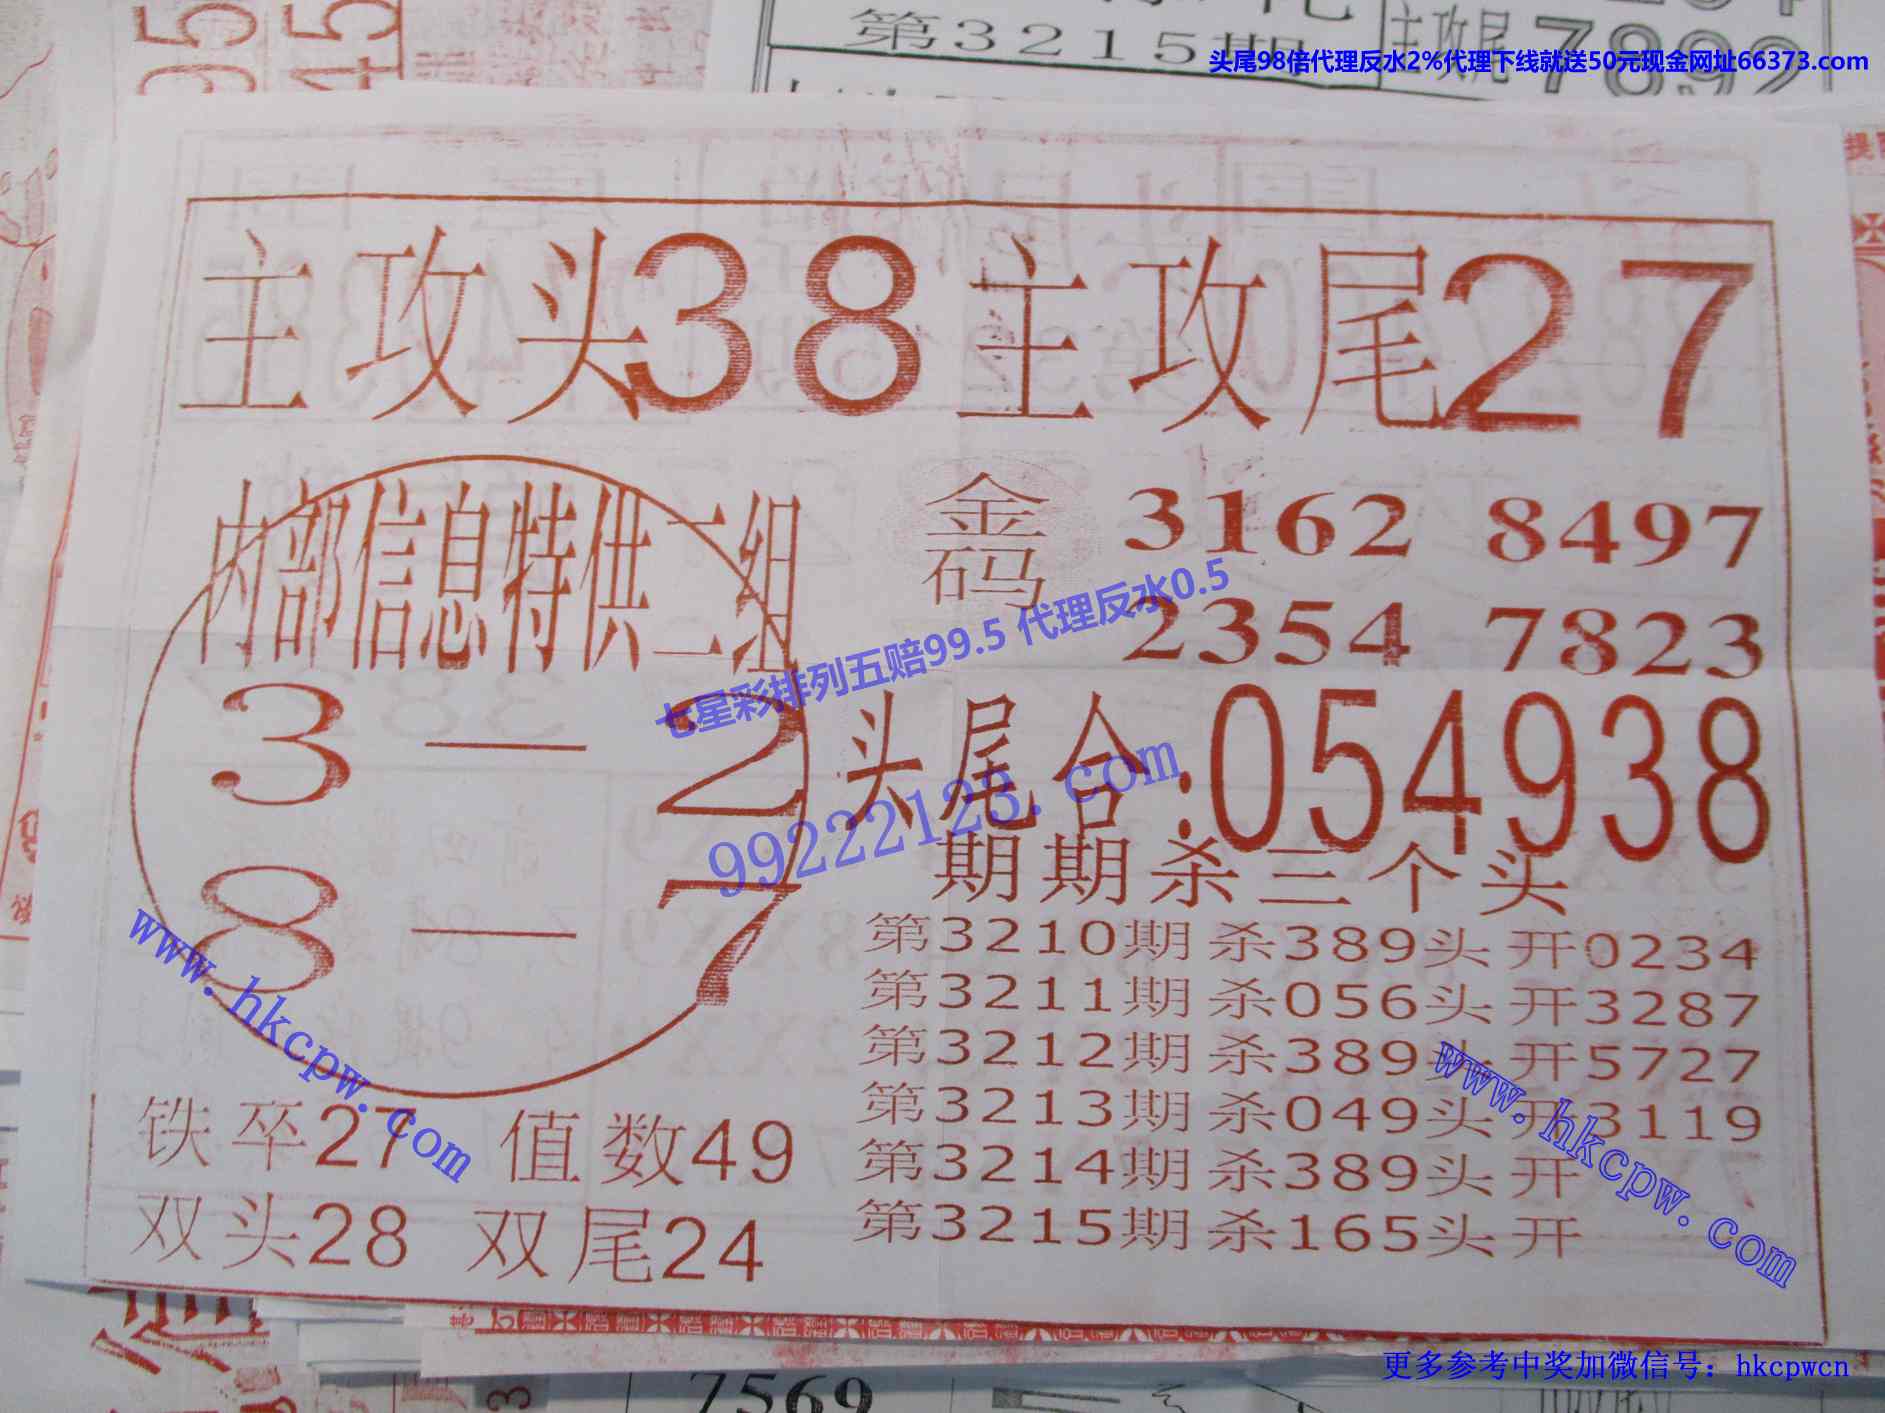 95
45
第3215期
主攻尾7892
头尾98倍代理反水2%代理下线就送50元现金网址66373.com
主攻头38 主攻尾27
内部信息特供二组
3—2
8—7
金码
3162 8497
2354 7823
七星彩排列五赔99.5 代理反水0.5
99222123.com
头尾合:054938
期期杀三个头
第3210期杀389头开0234
第3211期杀056头开3287
第3212期杀389头开5727
第3213期杀049头开3119
第3214期杀389头开
第3215期杀165头开
www.hkcpw.com
www.hkcpw.com
铁卒27 值数49
双头28 双尾24
7569
更多参考中奖加微信号：hkcpwcn